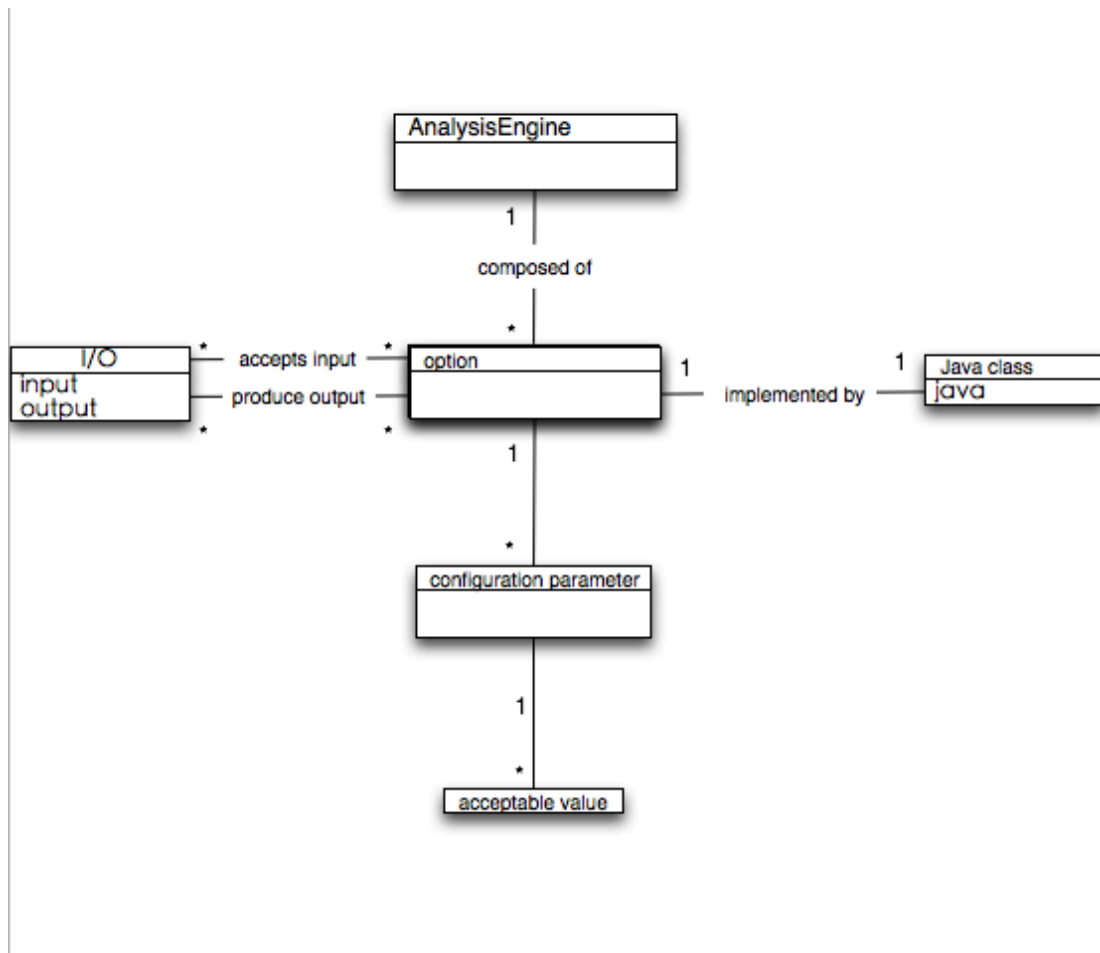 AnalysisEngine
1
composed of
*
I/O
input
output
*
accepts input
*
produce output
*
*
option
1
implemented by
1
Java class
java
1
*
configuration parameter
1
*
acceptable value